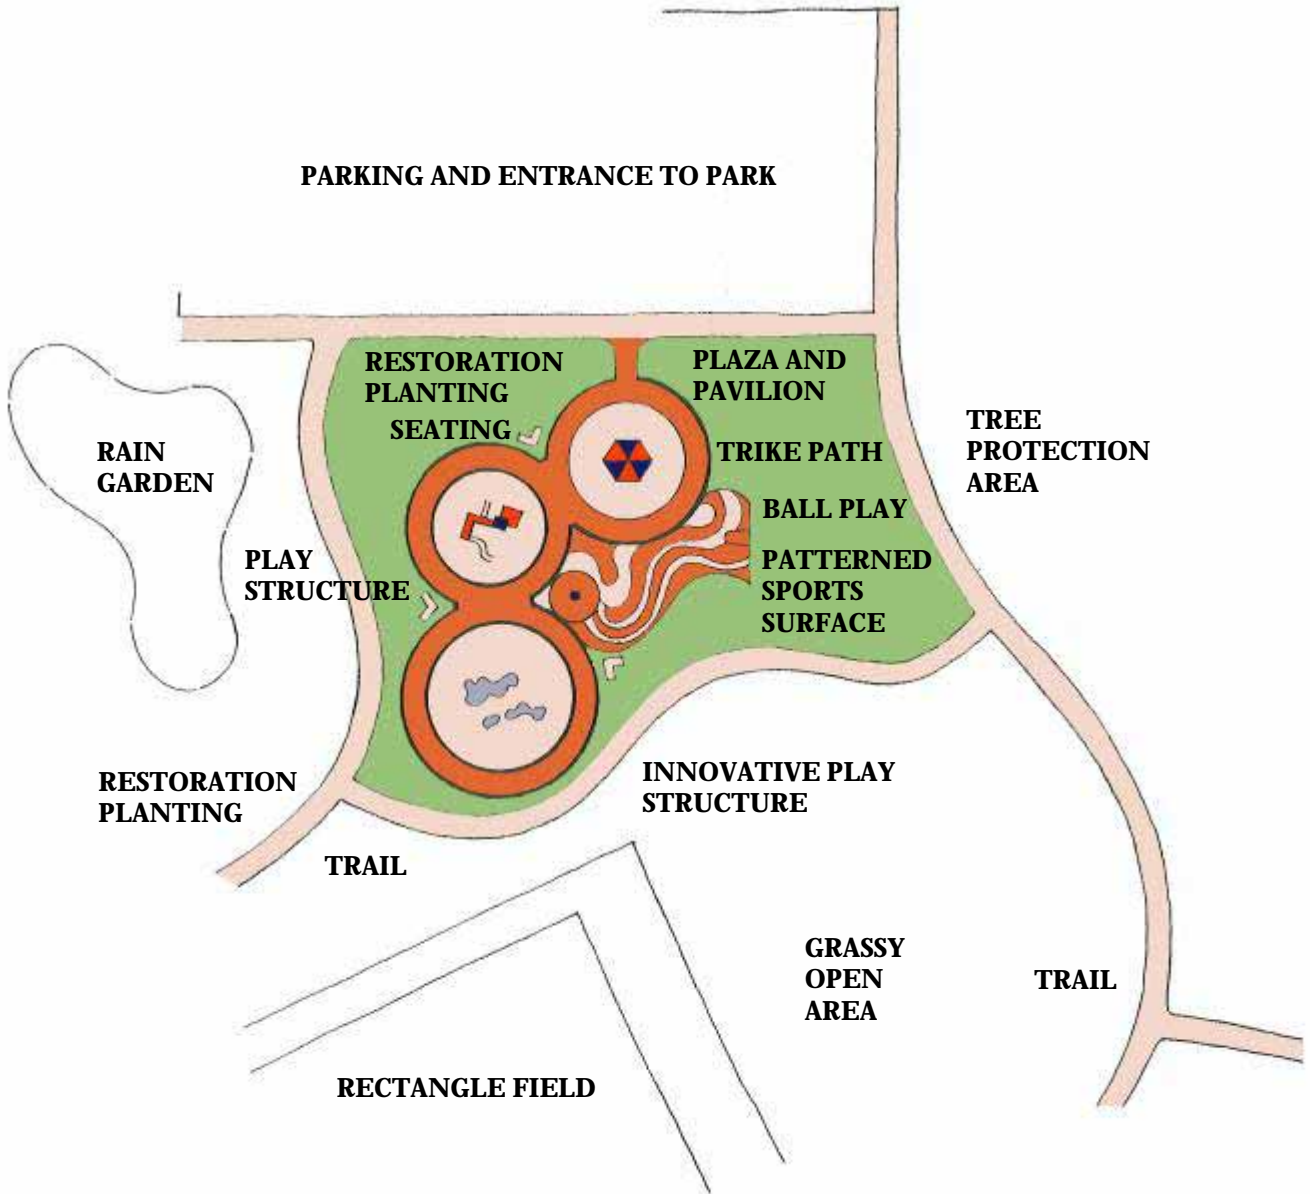 PARKING AND ENTRANCE TO PARK
RESTORATION
PLANTING
SEATING
PLAZA AND
PAVILION
TRIKE PATH
TREE
PROTECTION
AREA
RAIN
GARDEN
BALL PLAY
PLAY
STRUCTURE
PATTERNED
SPORTS
SURFACE
RESTORATION
PLANTING
INNOVATIVE PLAY
STRUCTURE
TRAIL
GRASSY
OPEN
AREA
TRAIL
RECTANGLE FIELD